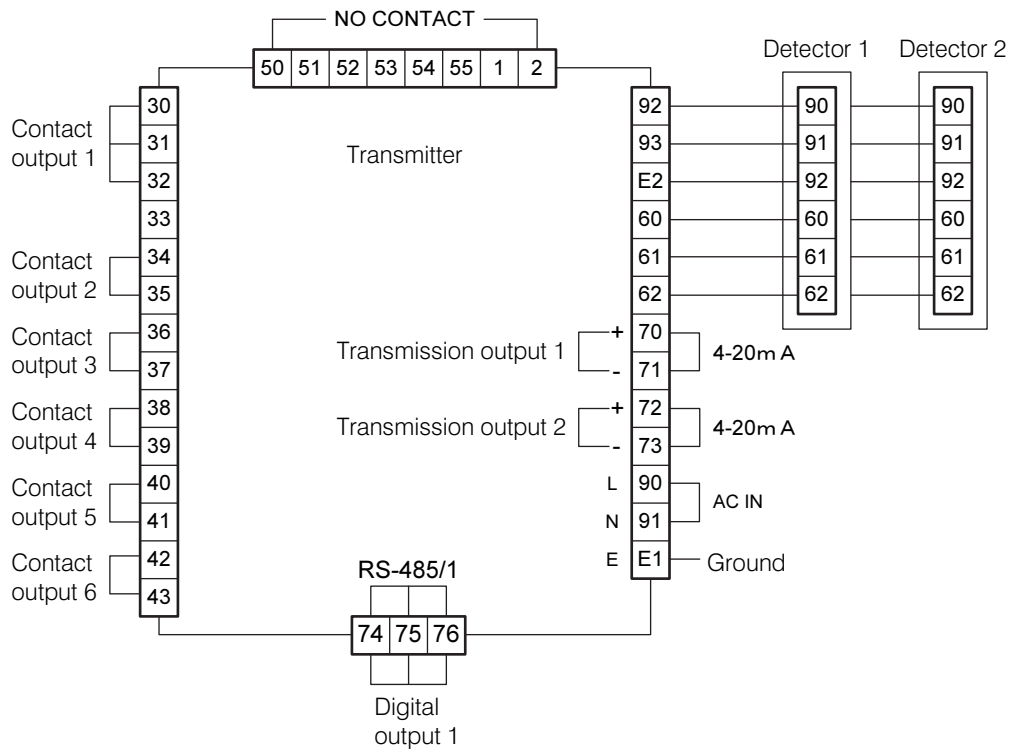 NO CONTACT
50 51 52 53 54 55 1 2
Detector 1
Detector 2
Transmitter
Contact
output 1
30
31
32
33
Contact
output 2
34
35
Contact
output 3
36
37
Contact
output 4
38
39
Contact
output 5
40
41
Contact
output 6
42
43
92
93
E2
60
61
62
Transmission output 1
+
-
70
71
4-20m A
Transmission output 2
+
-
72
73
4-20m A
L
N
E
90
91
E1
AC IN
Ground
90
91
92
60
61
62
90
91
92
60
61
62
RS-485/1
74 75 76
Digital
output 1